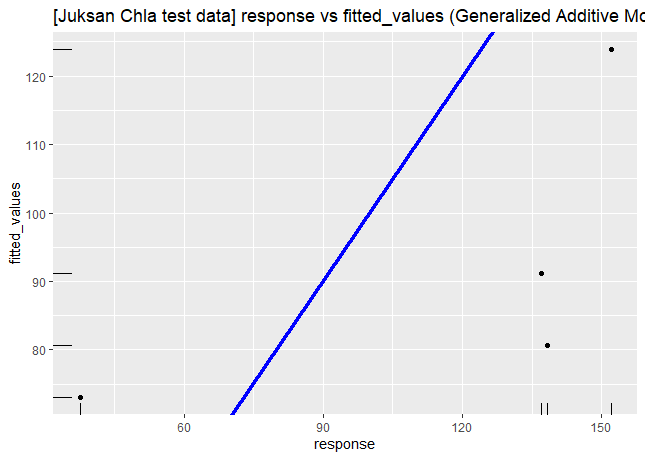 [Juksan Chla test data] response vs fitted_values (Generalized Additive Mo
120
110
100
90
80
fitted_values
60 90 120 150
response